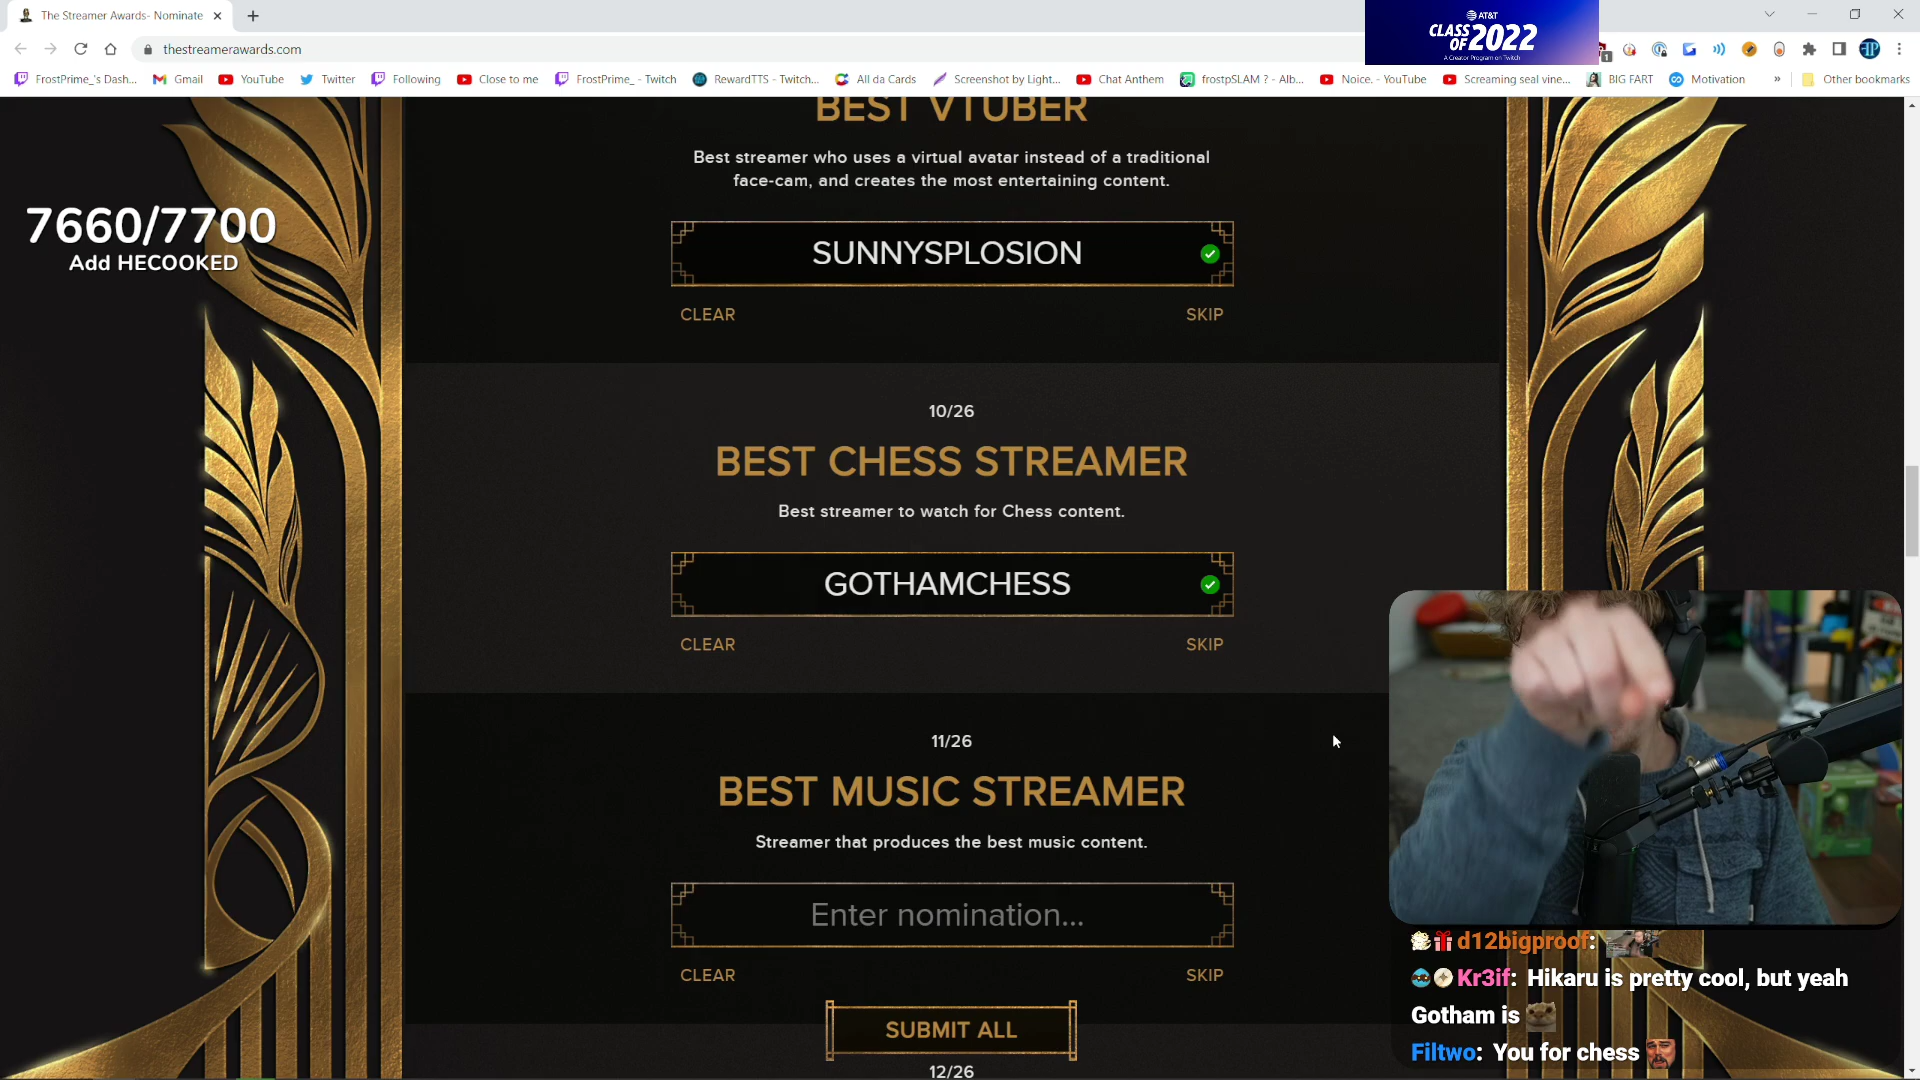 The Streamer Awards- Nominate
AT&T
CLASS
OF 2022
A Creator Program on Twitch
thestreamerawards.com
1
FrostPrime_'s Dash...
Gmail
YouTube
Twitter
Following
Close to me
FrostPrime_ - Twitch
RewardTTS - Twitch...
All da Cards
Screenshot by Light...
Chat Anthem
frostpSLAM ? - Alb...
Noice. - YouTube
Screaming seal vine...
BIG FART
Motivation
»
Other bookmarks
BEST VTUBER
Best streamer who uses a virtual avatar instead of a traditional
face-cam, and creates the most entertaining content.
7660/7700
Add HECOOKED
SUNNYSPLOSION
CLEAR
SKIP
10/26
BEST CHESS STREAMER
Best streamer to watch for Chess content.
GOTHAMCHESS
CLEAR
SKIP
11/26
BEST MUSIC STREAMER
Streamer that produces the best music content.
Enter nomination...
CLEAR
SKIP
SUBMIT ALL
12/26
d12bigproof:
Kr3if: Hikaru is pretty cool, but yeah
Gotham is
Filtwo: You for chess